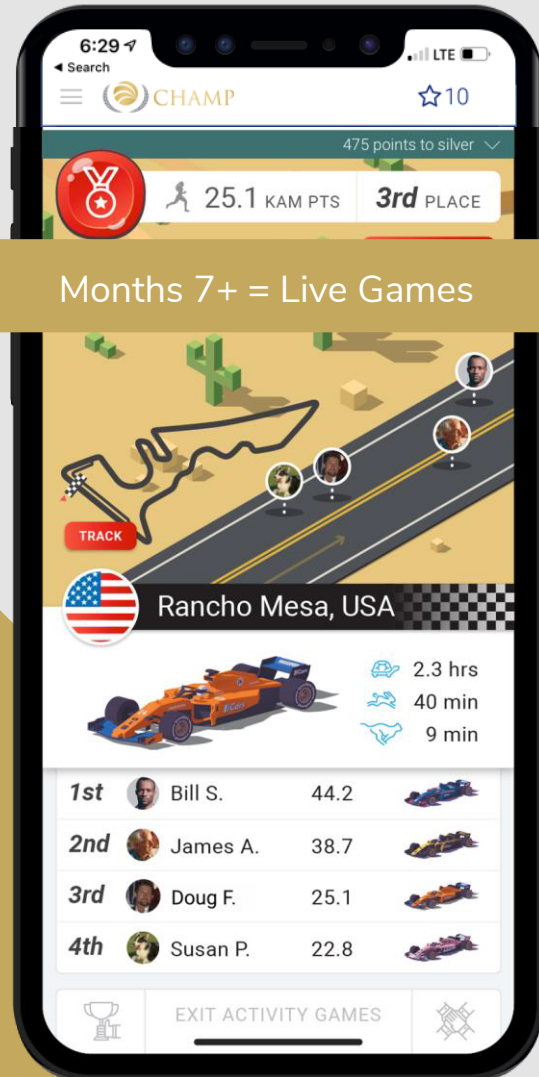 6:29
LTE
◄ Search
CHAMP
10
475 points to silver
25.1 KAM PTS
3rd PLACE
Months 7+ = Live Games
TRACK
Rancho Mesa, USA
2.3 hrs
40 min
9 min
1st Bill S. 44.2
2nd James A. 38.7
3rd Doug F. 25.1
4th Susan P. 22.8
EXIT ACTIVITY GAMES